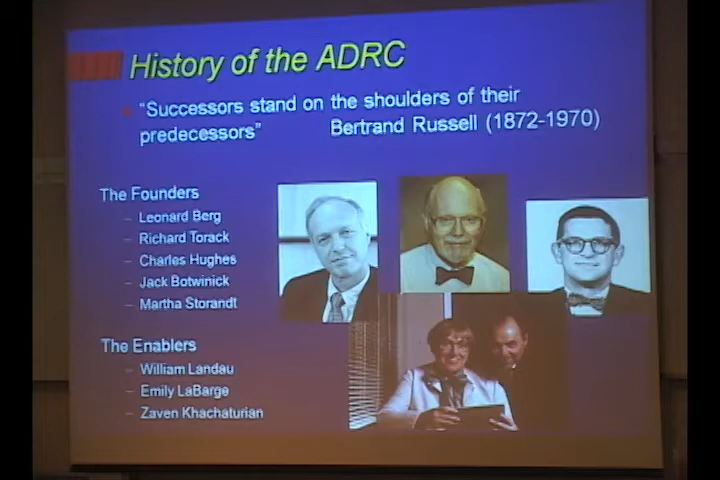 History of the ADRC
"Successors stand on the shoulders of their
predecessors" Bertrand Russell (1872-1970)
The Founders
– Leonard Berg
– Richard Torack
– Charles Hughes
– Jack Botwinick
– Martha Storandt
The Enablers
– William Landau
– Emily LaBarge
– Zaven Khachaturian